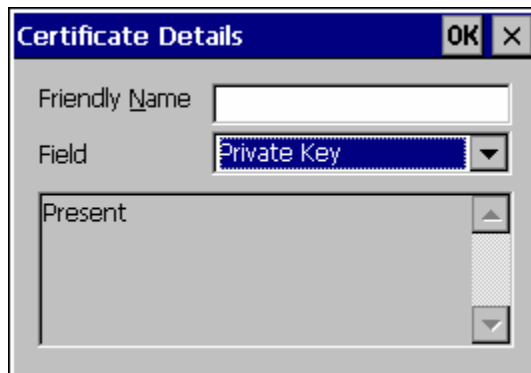 Certificate Details OK
Friendly Name
Field Private Key
Present